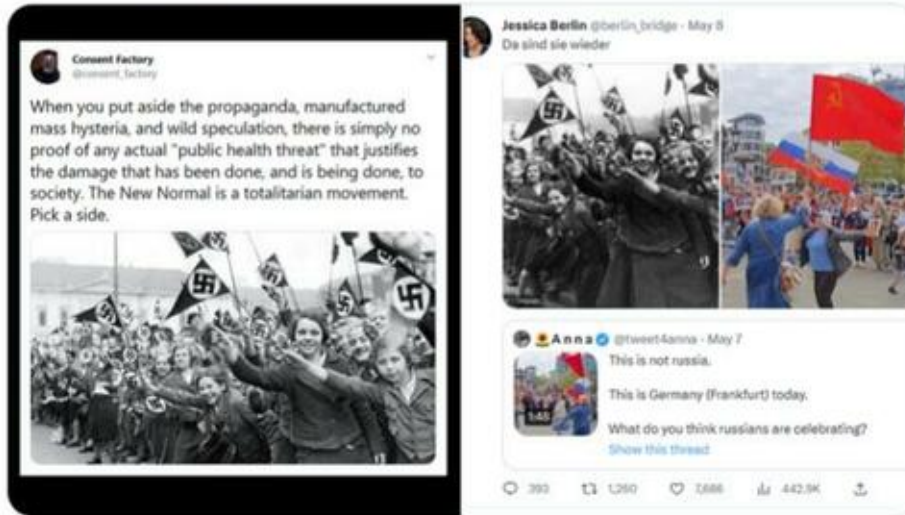 Consent Factory
@consent_factory
When you put aside the propaganda, manufactured
mass hysteria, and wild speculation, there is simply no
proof of any actual "public health threat" that justifies
the damage that has been done, and is being done, to
society. The New Normal is a totalitarian movement.
Pick a side.
Jessica Berlin @berlin_bridge · May 8
Da sind sie wieder
Anna @tweet4anna · May 7
This is not russia.
This is Germany (Frankfurt) today.
What do you think russians are celebrating?
Show this thread
1:45
393 1,260 7,686 442.9K